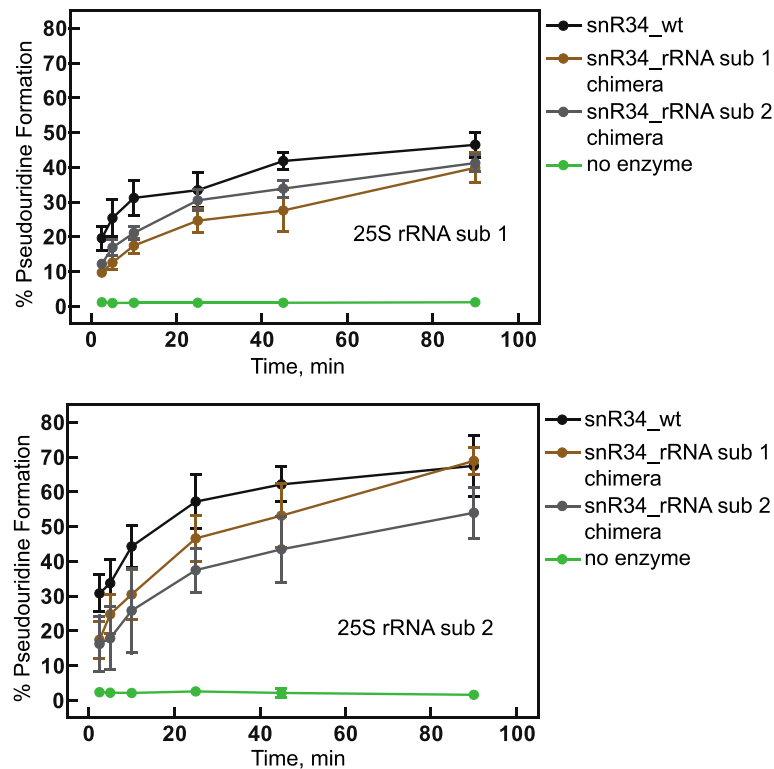 80
70
60
50
40
30
20
10
0
% Pseudouridine Formation
0 20 40 60 80 100
Time, min
25S rRNA sub 1
snR34_wt
snR34_rRNA sub 1
chimera
snR34_rRNA sub 2
chimera
no enzyme
80
70
60
50
40
30
20
10
0
% Pseudouridine Formation
0 20 40 60 80 100
Time, min
25S rRNA sub 2
snR34_wt
snR34_rRNA sub 1
chimera
snR34_rRNA sub 2
chimera
no enzyme